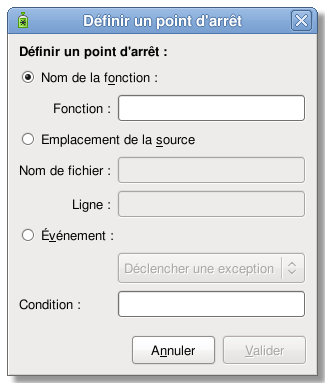 Définir un point d'arrêt
Définir un point d'arrêt :
Nom de la fonction :
Fonction :
Emplacement de la source
Nom de fichier :
Ligne :
Événement :
Déclencher une exception
Condition :
Annuler Valider